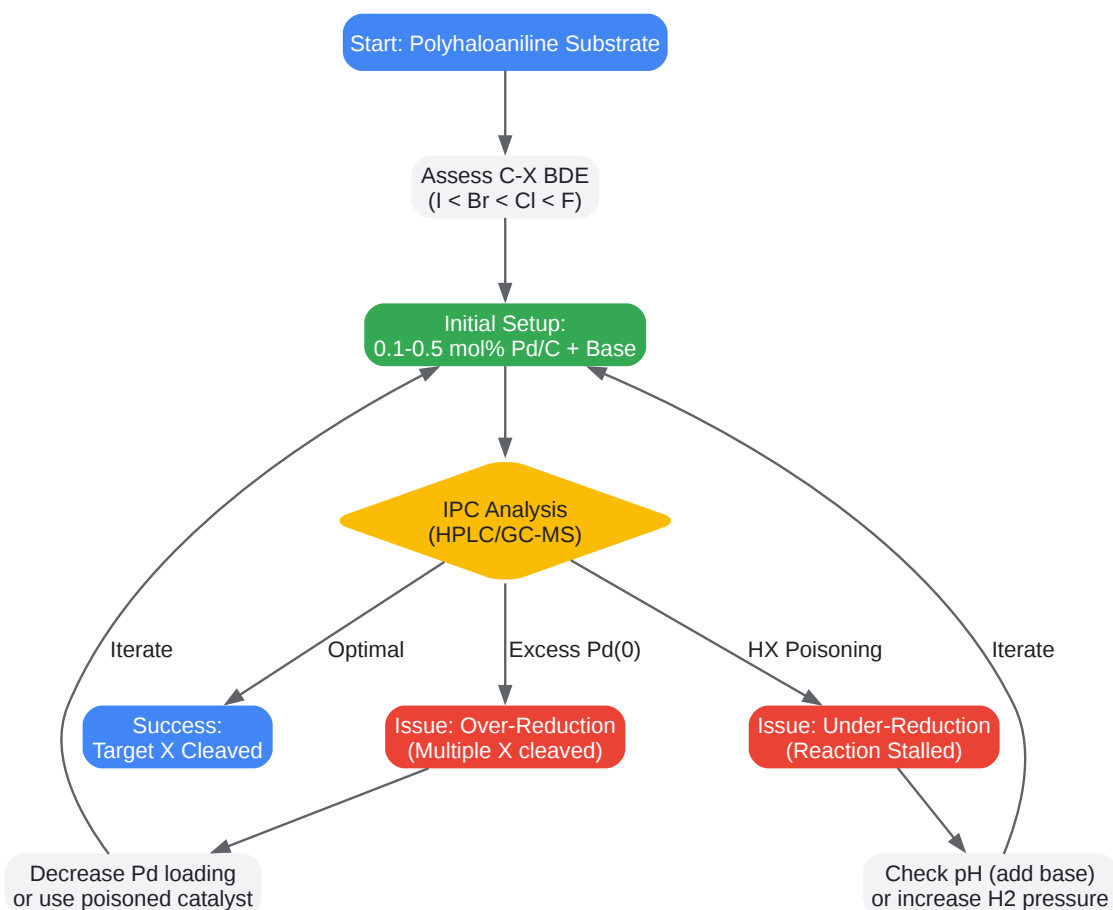 Start: Polyhaloaniline Substrate
Assess C-X BDE
(I < Br < Cl < F)
Initial Setup:
0.1-0.5 mol% Pd/C + Base
IPC Analysis
(HPLC/GC-MS)
Iterate
Optimal
Excess Pd(0)
HX Poisoning
Iterate
Success:
Target X Cleaved
Issue: Over-Reduction
(Multiple X cleaved)
Issue: Under-Reduction
(Reaction Stalled)
Decrease Pd loading
or use poisoned catalyst
Check pH (add base)
or increase H2 pressure